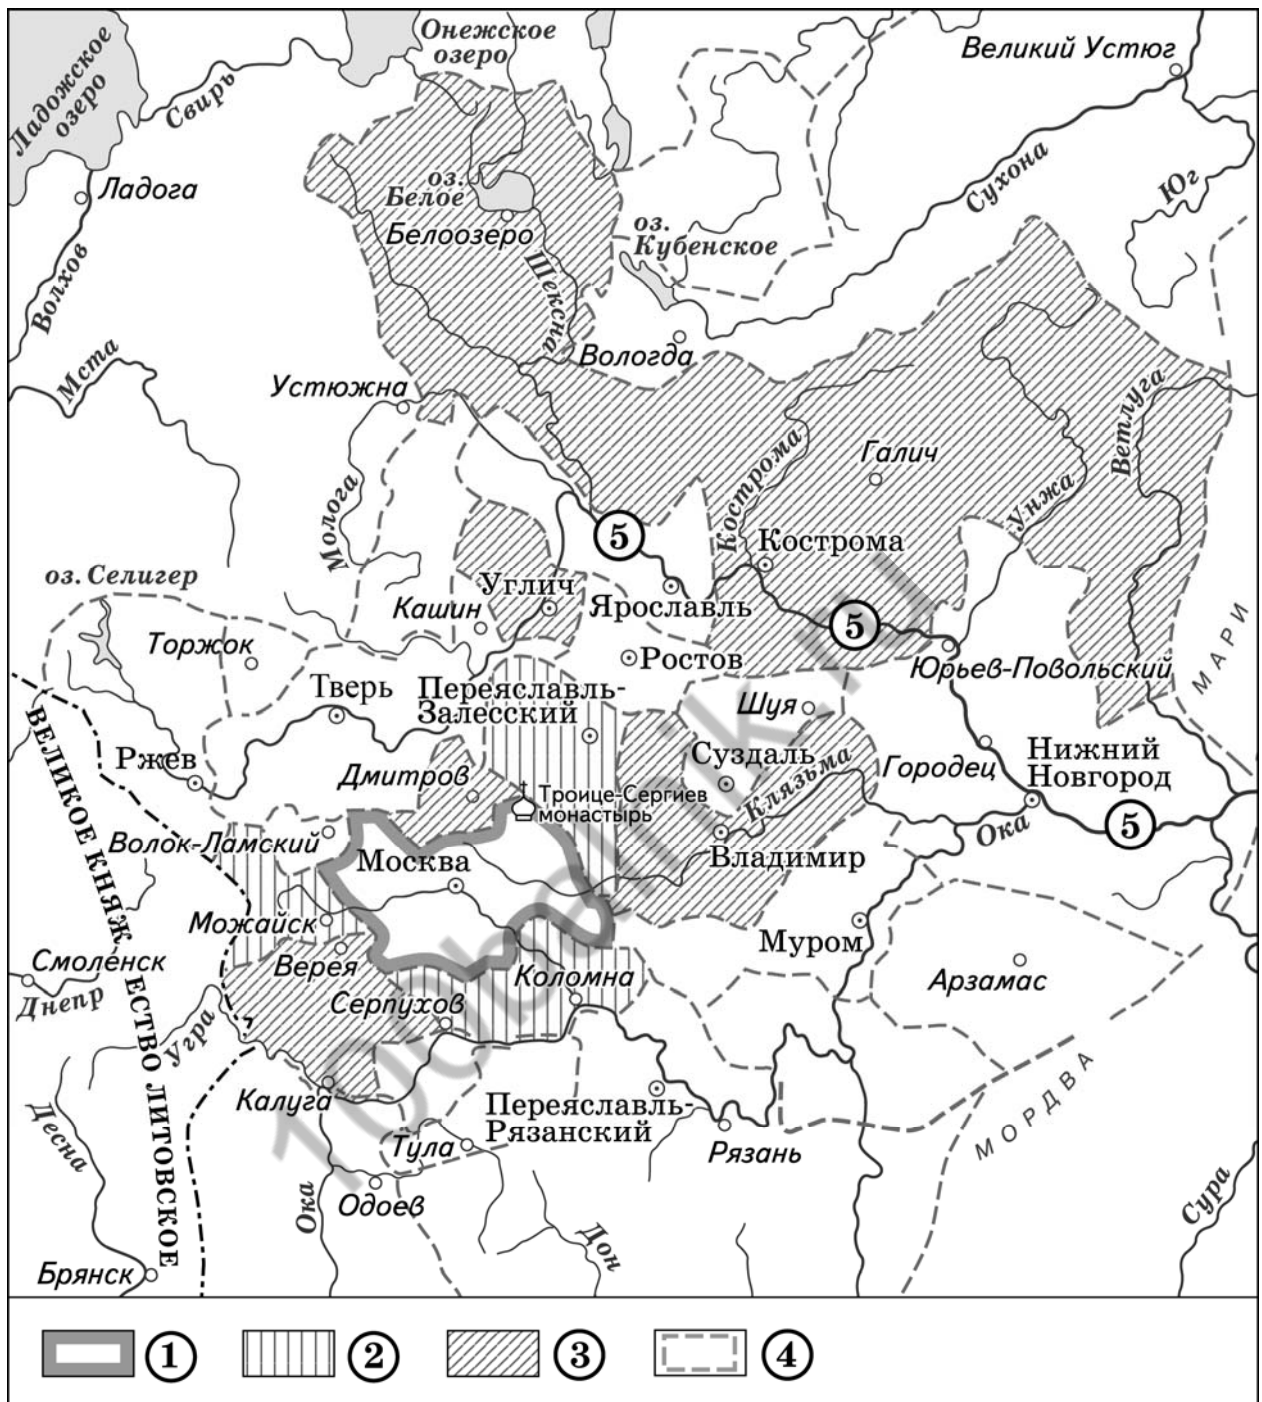 Онежское
озеро
Великий Устюг
Ладожское
озеро
Свирь
Сухона
Юг
Ладога
оз.
Белое
Белоозеро
оз.
Кубенское
Волхов
Шексна
Вологда
Мста
Устюжна
Ветлуга
Кострома
Галич
Унжа
Молога
5
Кострома
оз. Селигер
Углич
Кашин
Ярославль
5
МАРИ
Торжок
Ростов
Юрьев-Повольский
Тверь
Переяславль-
Залесский
Шуя
ВЕЛИКОЕ КНЯЖЕСТВО ЛИТОВСКОЕ
Ржев
Дмитров
Суздаль
Клязьма
Городец
Нижний
Новгород
Троице-Сергиев
монастырь
5
Ока
Волок-Ламский
Москва
Владимир
Можайск
Муром
Смоленск
Верея
Коломна
Арзамас
Днепр
Серпухов
Угра
Калуга
Переяславль-
Рязанский
МОРДВА
Десна
Тула
Рязань
Ока
Одоев
Дон
Сура
Брянск
1
2
3
4
100balnik.ru